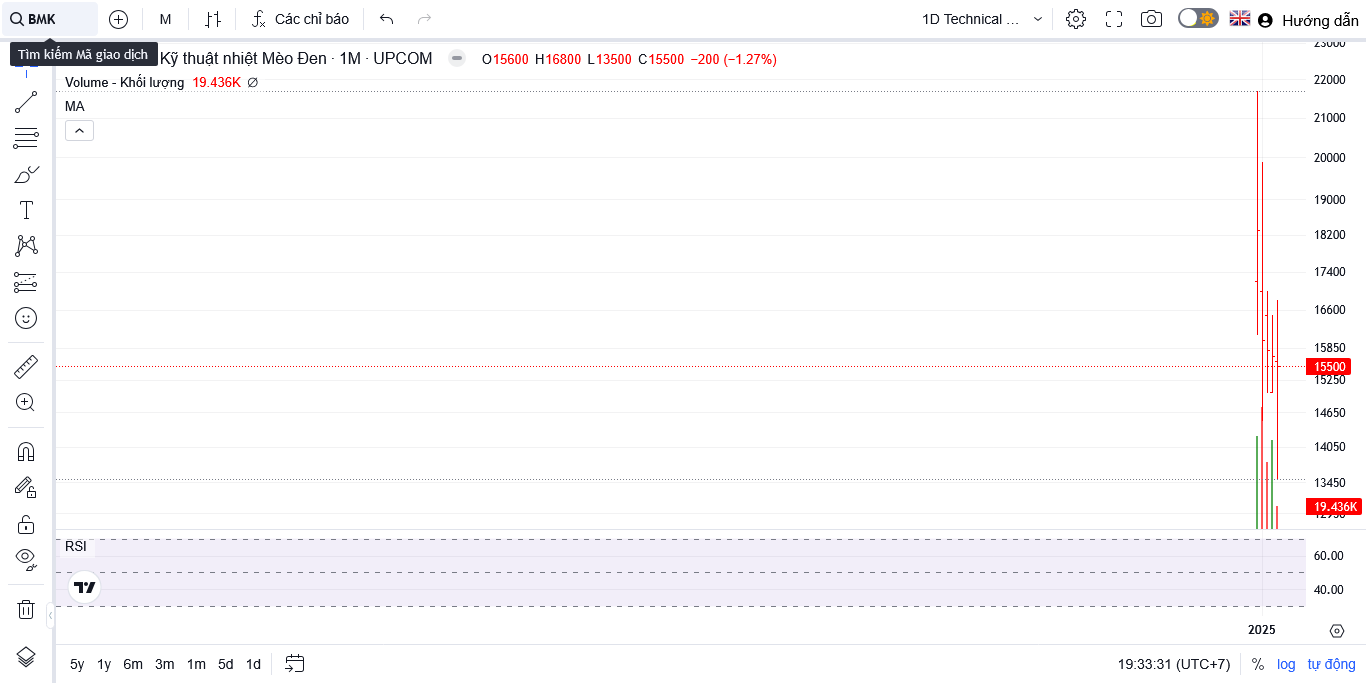 BMK
M
Các chỉ báo
1D Technical ...
Hướng dẫn
Tìm kiếm Mã giao dịch
Kỹ thuật nhiệt Mèo Đen · 1M · UPCOM
O15600 H16800 L13500 C15500 −200 (−1.27%)
Volume - Khối lượng 19.436K ∅
MA
23000
22000
21000
20000
19000
18200
17400
16600
15850
15500
15250
14650
14050
13450
19.436K
RSI
60.00
40.00
2025
5y 1y 6m 3m 1m 5d 1d
19:33:31 (UTC+7) % log tự động